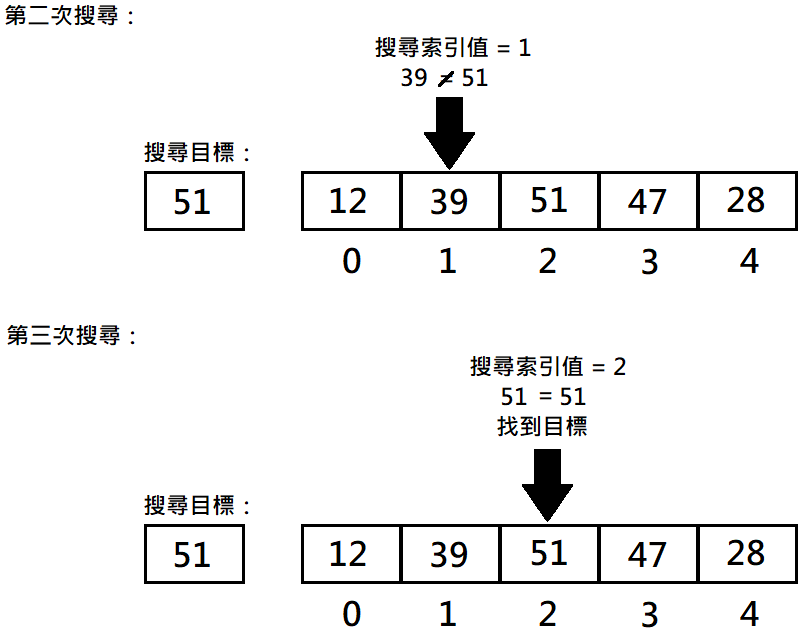 第二次搜尋：
搜尋索引值 = 1
39 ≠ 51
搜尋目標：
51 12 39 51 47 28
0 1 2 3 4
第三次搜尋：
搜尋索引值 = 2
51 = 51
找到目標
搜尋目標：
51 12 39 51 47 28
0 1 2 3 4